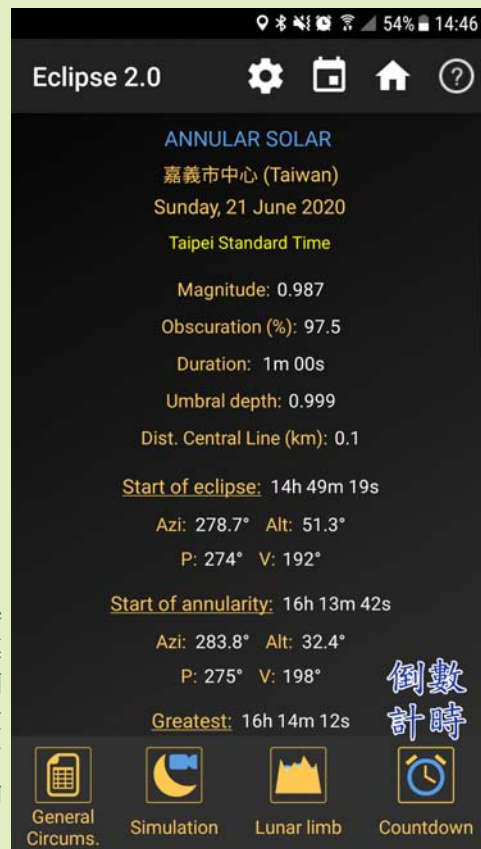 54% 14:46
Eclipse 2.0
ANNULAR SOLAR
嘉義市中心 (Taiwan)
Sunday, 21 June 2020
Taipei Standard Time
Magnitude: 0.987
Obscuration (%): 97.5
Duration: 1m 00s
Umbral depth: 0.999
Dist. Central Line (km): 0.1
Start of eclipse: 14h 49m 19s
Azi: 278.7° Alt: 51.3°
P: 274° V: 192°
Start of annularity: 16h 13m 42s
Azi: 283.8° Alt: 32.4°
P: 275° V: 198°
Greatest: 16h 14m 12s
倒數
計時
General Circums.
Simulation
Lunar limb
Countdown